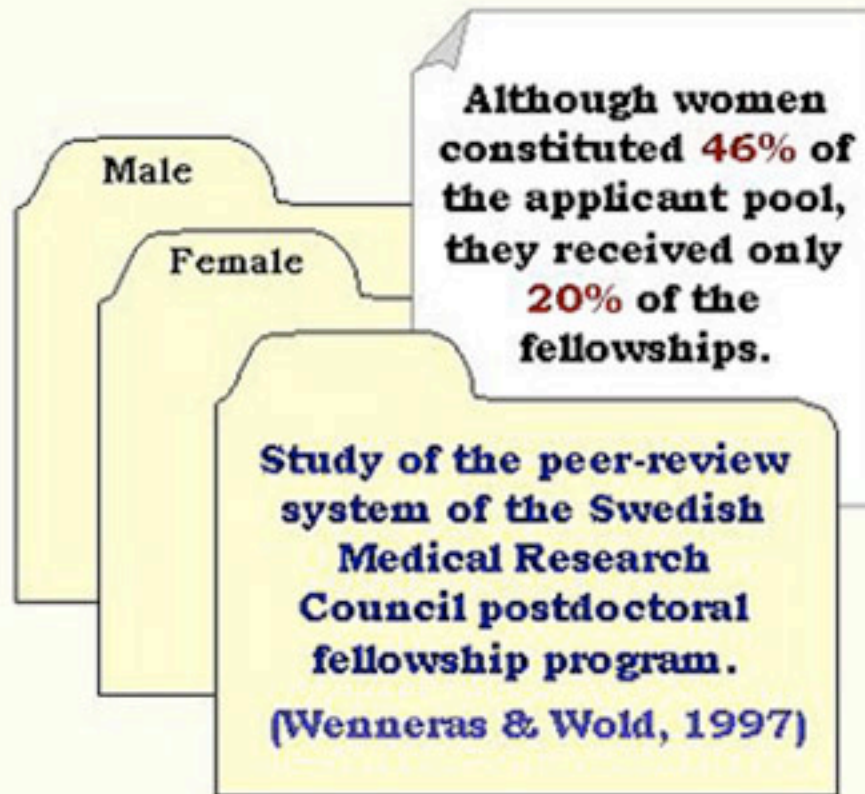 Male
Female
Although women
constituted 46% of
the applicant pool,
they received only
20% of the
fellowships.
Study of the peer-review
system of the Swedish
Medical Research
Council postdoctoral
fellowship program.
(Wenneras & Wold, 1997)